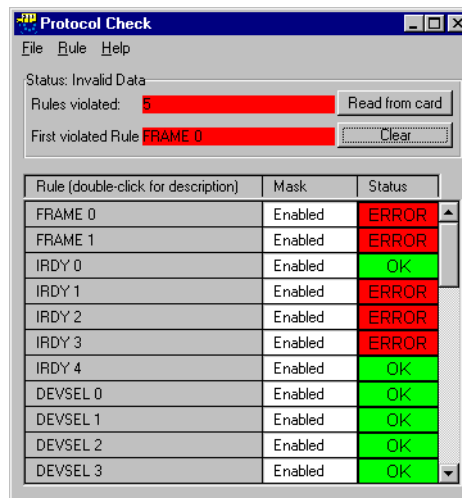 Protocol Check
File Rule Help
Status: Invalid Data
Rules violated: 5 Read from card
First violated Rule FRAME 0 Clear
Rule (double-click for description) Mask Status
FRAME 0 Enabled ERROR
FRAME 1 Enabled ERROR
IRDY 0 Enabled OK
IRDY 1 Enabled ERROR
IRDY 2 Enabled ERROR
IRDY 3 Enabled ERROR
IRDY 4 Enabled OK
DEVSEL 0 Enabled OK
DEVSEL 1 Enabled OK
DEVSEL 2 Enabled OK
DEVSEL 3 Enabled OK